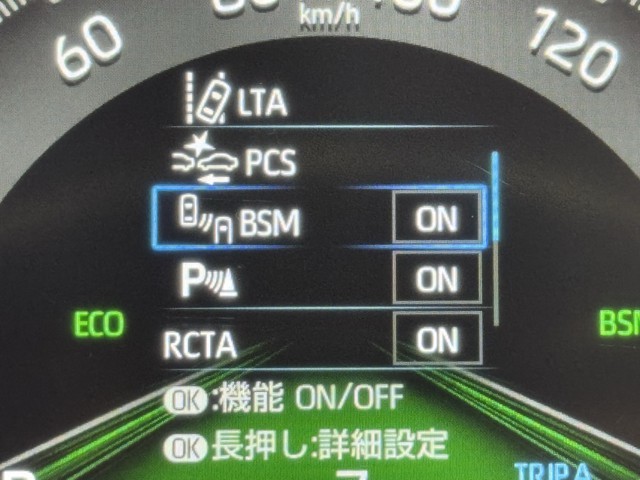 km/h
60
120
LTA
PCS
BSM ON
P ON
ECO
RCTA ON
OK:機能 ON/OFF
OK長押し:詳細設定
TRIP A